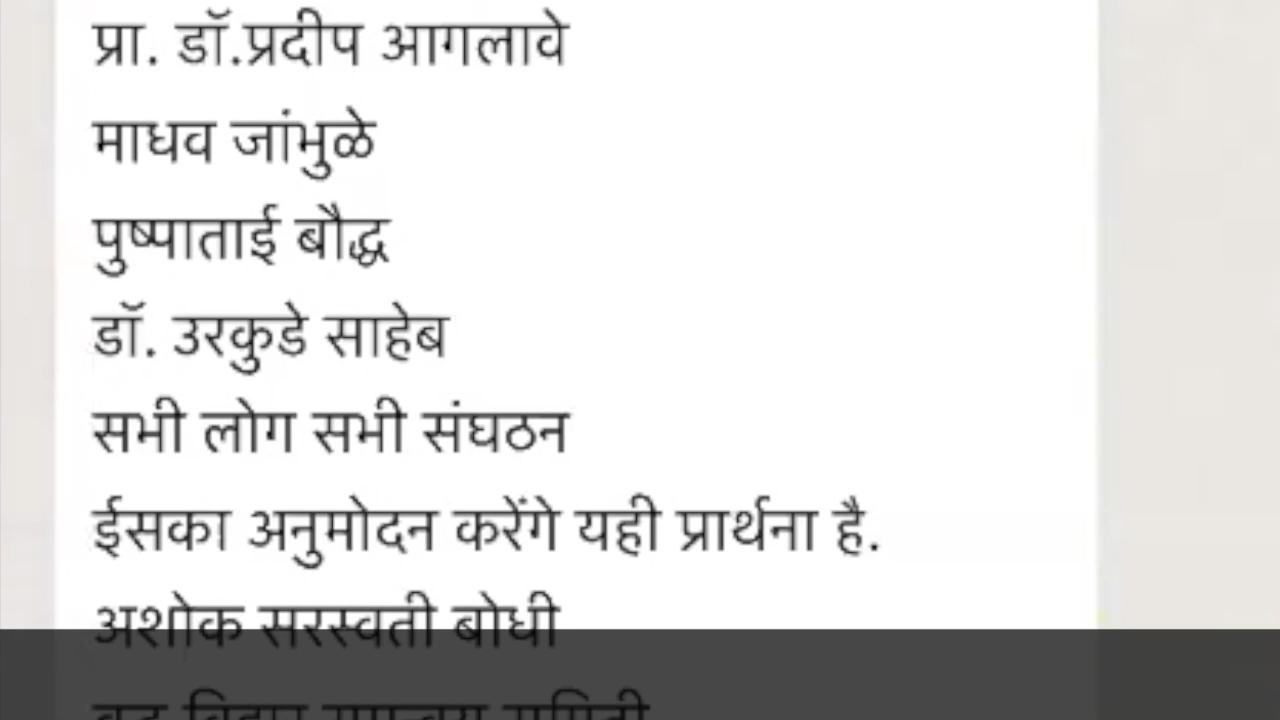 प्रा. डॉ.प्रदीप आगलावे
माधव जांभुळे
पुष्पाताई बौद्ध
डॉ. उरकुडे साहेब
सभी लोग सभी संघठन
ईसका अनुमोदन करेंगे यही प्रार्थना है.
अशोक सरस्वती बोधी